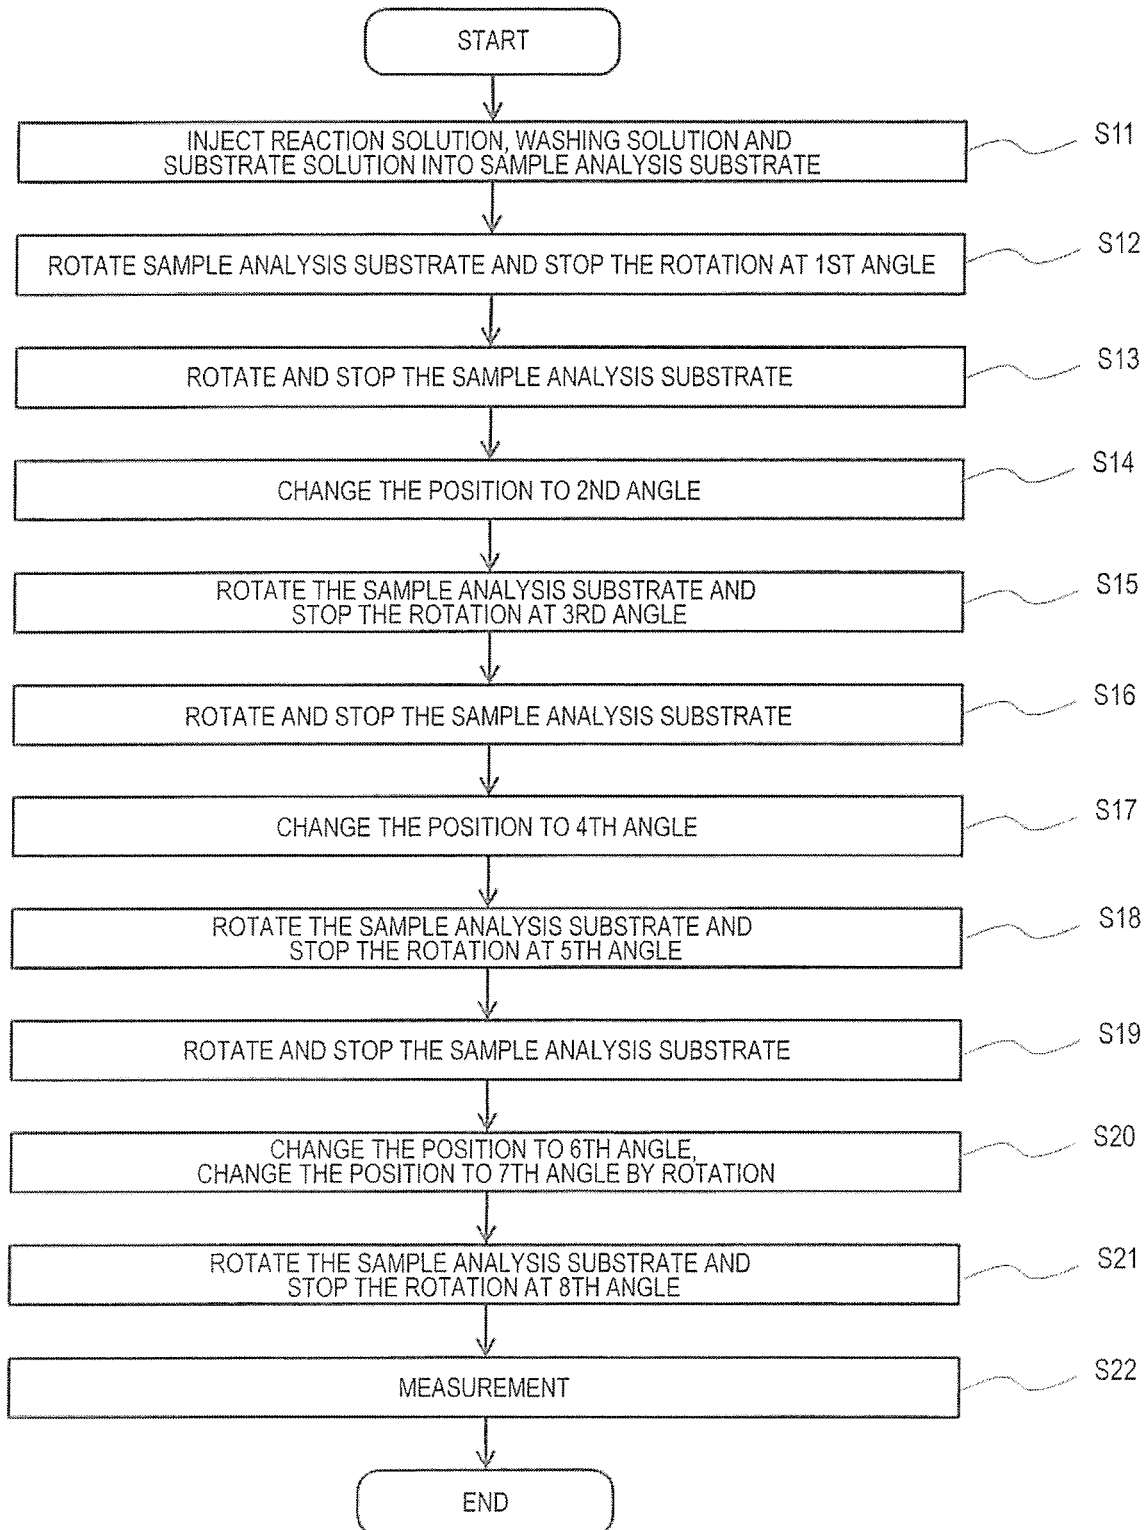 START
INJECT REACTION SOLUTION, WASHING SOLUTION AND
SUBSTRATE SOLUTION INTO SAMPLE ANALYSIS SUBSTRATE
S11
ROTATE SAMPLE ANALYSIS SUBSTRATE AND STOP THE ROTATION AT 1ST ANGLE
S12
ROTATE AND STOP THE SAMPLE ANALYSIS SUBSTRATE
S13
CHANGE THE POSITION TO 2ND ANGLE
S14
ROTATE THE SAMPLE ANALYSIS SUBSTRATE AND
STOP THE ROTATION AT 3RD ANGLE
S15
ROTATE AND STOP THE SAMPLE ANALYSIS SUBSTRATE
S16
CHANGE THE POSITION TO 4TH ANGLE
S17
ROTATE THE SAMPLE ANALYSIS SUBSTRATE AND
STOP THE ROTATION AT 5TH ANGLE
S18
ROTATE AND STOP THE SAMPLE ANALYSIS SUBSTRATE
S19
CHANGE THE POSITION TO 6TH ANGLE,
CHANGE THE POSITION TO 7TH ANGLE BY ROTATION
S20
ROTATE THE SAMPLE ANALYSIS SUBSTRATE AND
STOP THE ROTATION AT 8TH ANGLE
S21
MEASUREMENT
S22
END